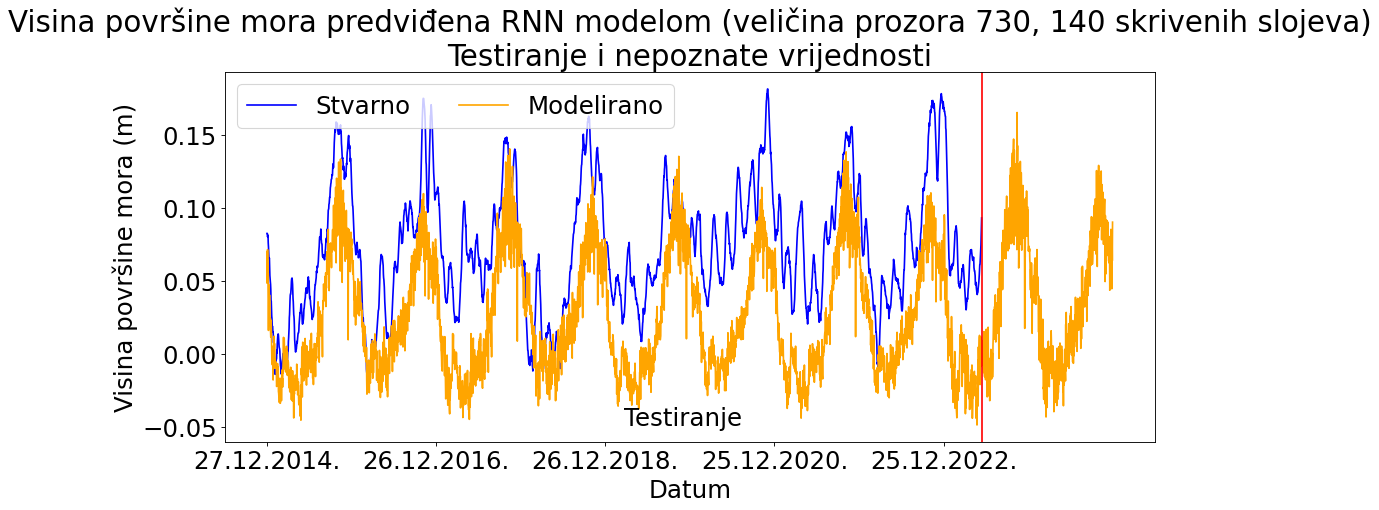 Visina površine mora predviđena RNN modelom (veličina prozora 730, 140 skrivenih slojeva)
Testiranje i nepoznate vrijednosti
Stvarno
Modelirano
Visina površine mora (m)
0.15
0.10
0.05
0.00
−0.05
Testiranje
27.12.2014.
26.12.2016.
26.12.2018.
25.12.2020.
25.12.2022.
Datum